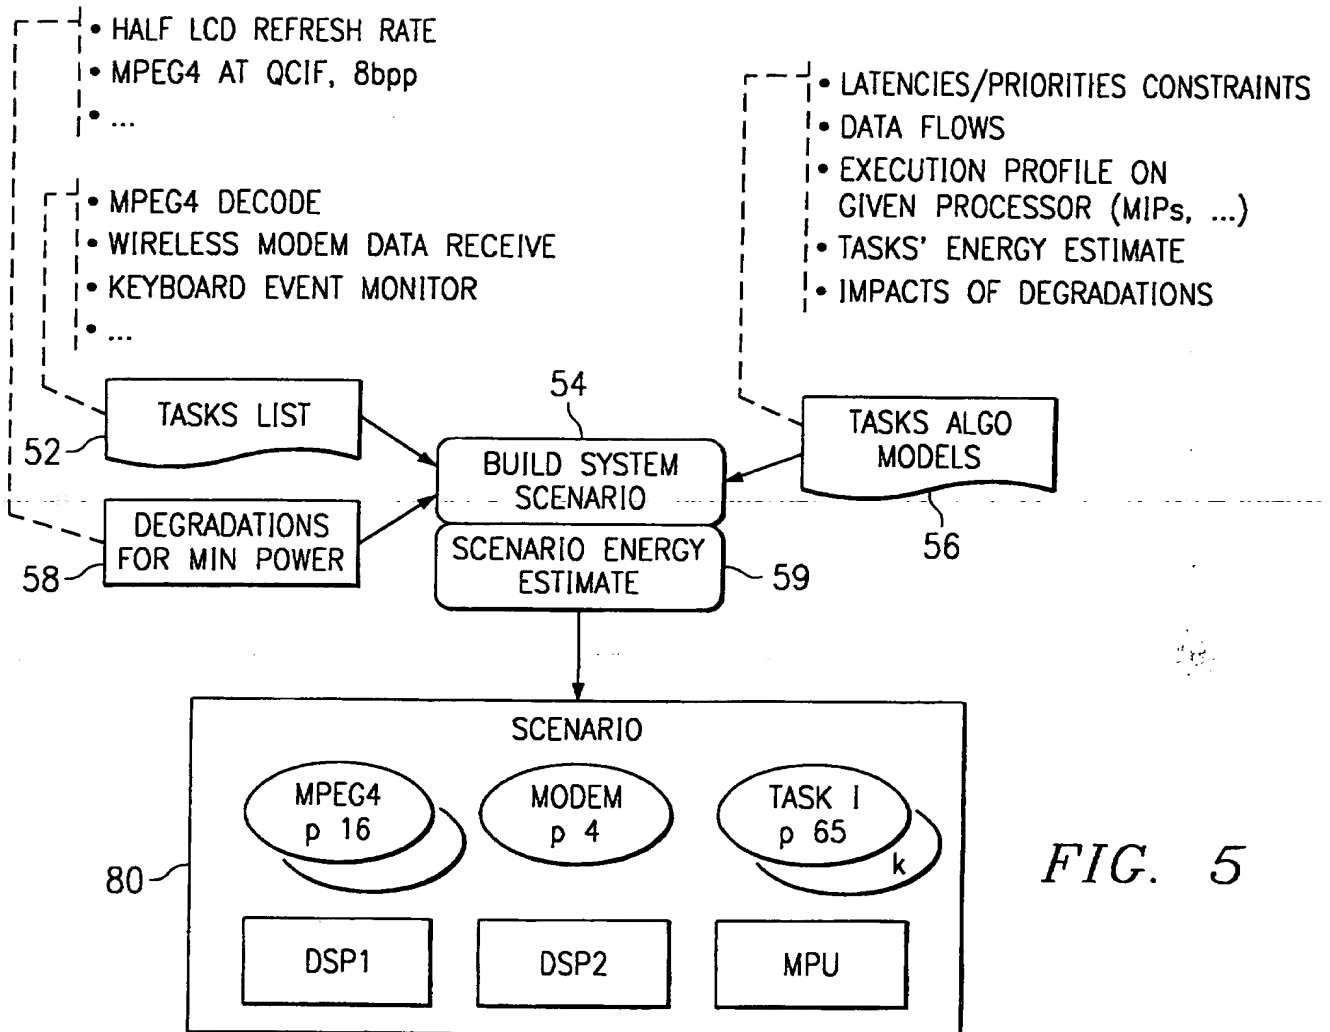 • HALF LCD REFRESH RATE
• MPEG4 AT QCIF, 8bpp
• ...
• LATENCIES/PRIORITIES CONSTRAINTS
• DATA FLOWS
• EXECUTION PROFILE ON
GIVEN PROCESSOR (MIPs, ...)
• TASKS' ENERGY ESTIMATE
• IMPACTS OF DEGRADATIONS
• MPEG4 DECODE
• WIRELESS MODEM DATA RECEIVE
• KEYBOARD EVENT MONITOR
• ...
TASKS LIST
52
54
BUILD SYSTEM
SCENARIO
TASKS ALGO
MODELS
56
DEGRADATIONS
FOR MIN POWER
58
SCENARIO ENERGY
ESTIMATE
59
SCENARIO
MPEG4
p 16
MODEM
p 4
TASK I
p 65
k
80
DSP1
DSP2
MPU
FIG. 5